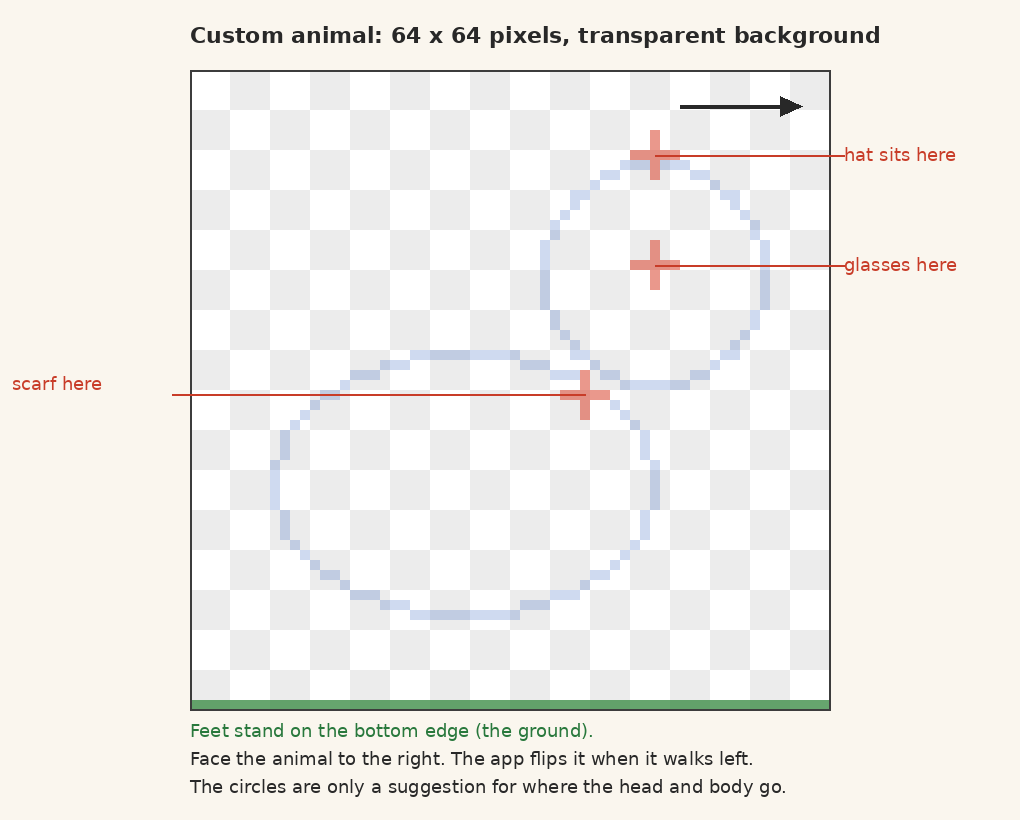 Custom animal: 64 x 64 pixels, transparent background
hat sits here
glasses here
scarf here
Feet stand on the bottom edge (the ground).
Face the animal to the right. The app flips it when it walks left.
The circles are only a suggestion for where the head and body go.